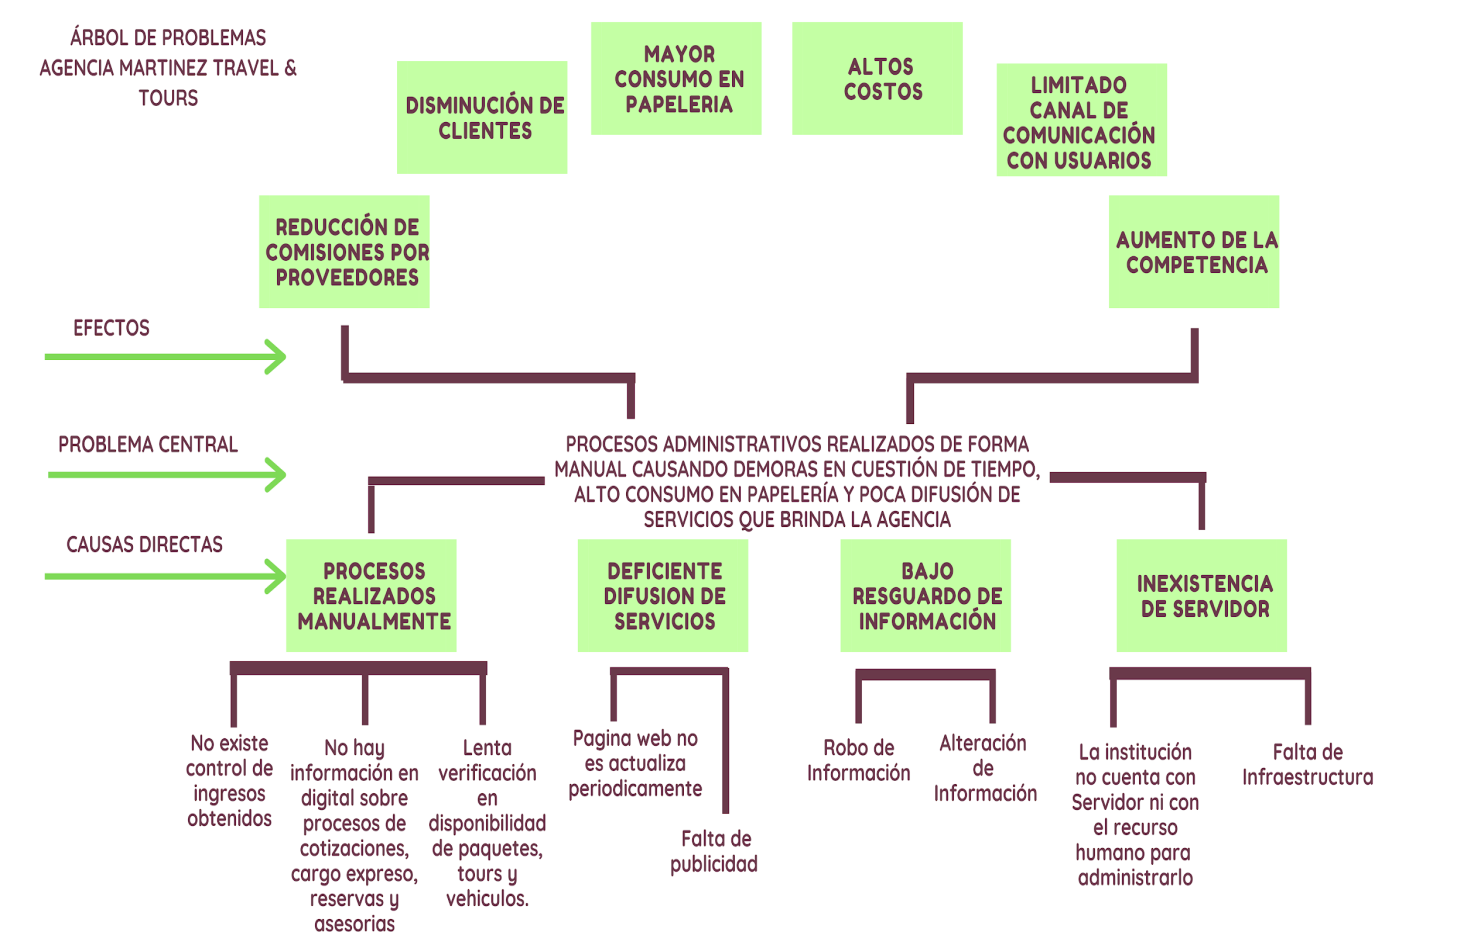 ÁRBOL DE PROBLEMAS
AGENCIA MARTINEZ TRAVEL &
TOURS
DISMINUCIÓN DE
CLIENTES
MAYOR
CONSUMO EN
PAPELERIA
ALTOS
COSTOS
LIMITADO
CANAL DE
COMUNICACIÓN
CON USUARIOS
REDUCCIÓN DE
COMISIONES POR
PROVEEDORES
AUMENTO DE LA
COMPETENCIA
EFECTOS
PROBLEMA CENTRAL
PROCESOS ADMINISTRATIVOS REALIZADOS DE FORMA
MANUAL CAUSANDO DEMORAS EN CUESTIÓN DE TIEMPO,
ALTO CONSUMO EN PAPELERÍA Y POCA DIFUSIÓN DE
SERVICIOS QUE BRINDA LA AGENCIA
CAUSAS DIRECTAS
PROCESOS
REALIZADOS
MANUALMENTE
DEFICIENTE
DIFUSION DE
SERVICIOS
BAJO
RESGUARDO DE
INFORMACIÓN
INEXISTENCIA
DE SERVIDOR
No existe
control de
ingresos
obtenidos
No hay
información en
digital sobre
procesos de
cotizaciones,
cargo expreso,
reservas y
asesorias
Lenta
verificación
en
disponibilidad
de paquetes,
tours y
vehiculos.
Pagina web no
es actualiza
periodicamente
Falta de
publicidad
Robo de
Información
Alteración
de
Información
La institución
no cuenta con
Servidor ni con
el recurso
humano para
administrarlo
Falta de
Infraestructura